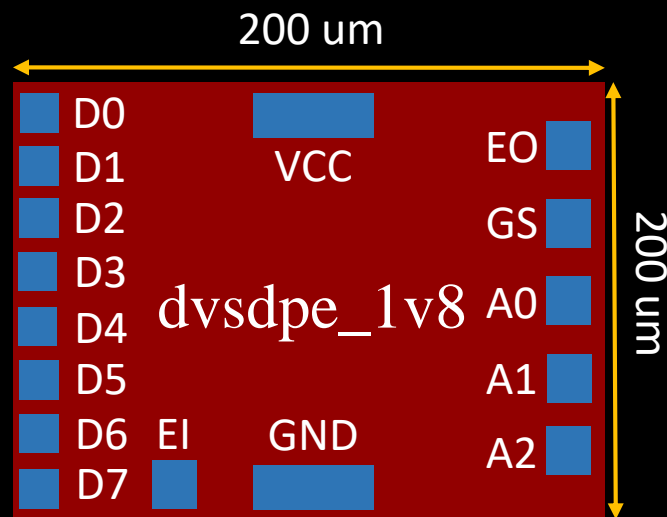 200 um
D0
VCC
EO
D1
D2
GS
D3
dvsdpe_1v8
A0
D4
D5
A1
D6
EI
GND
A2
D7
200 um